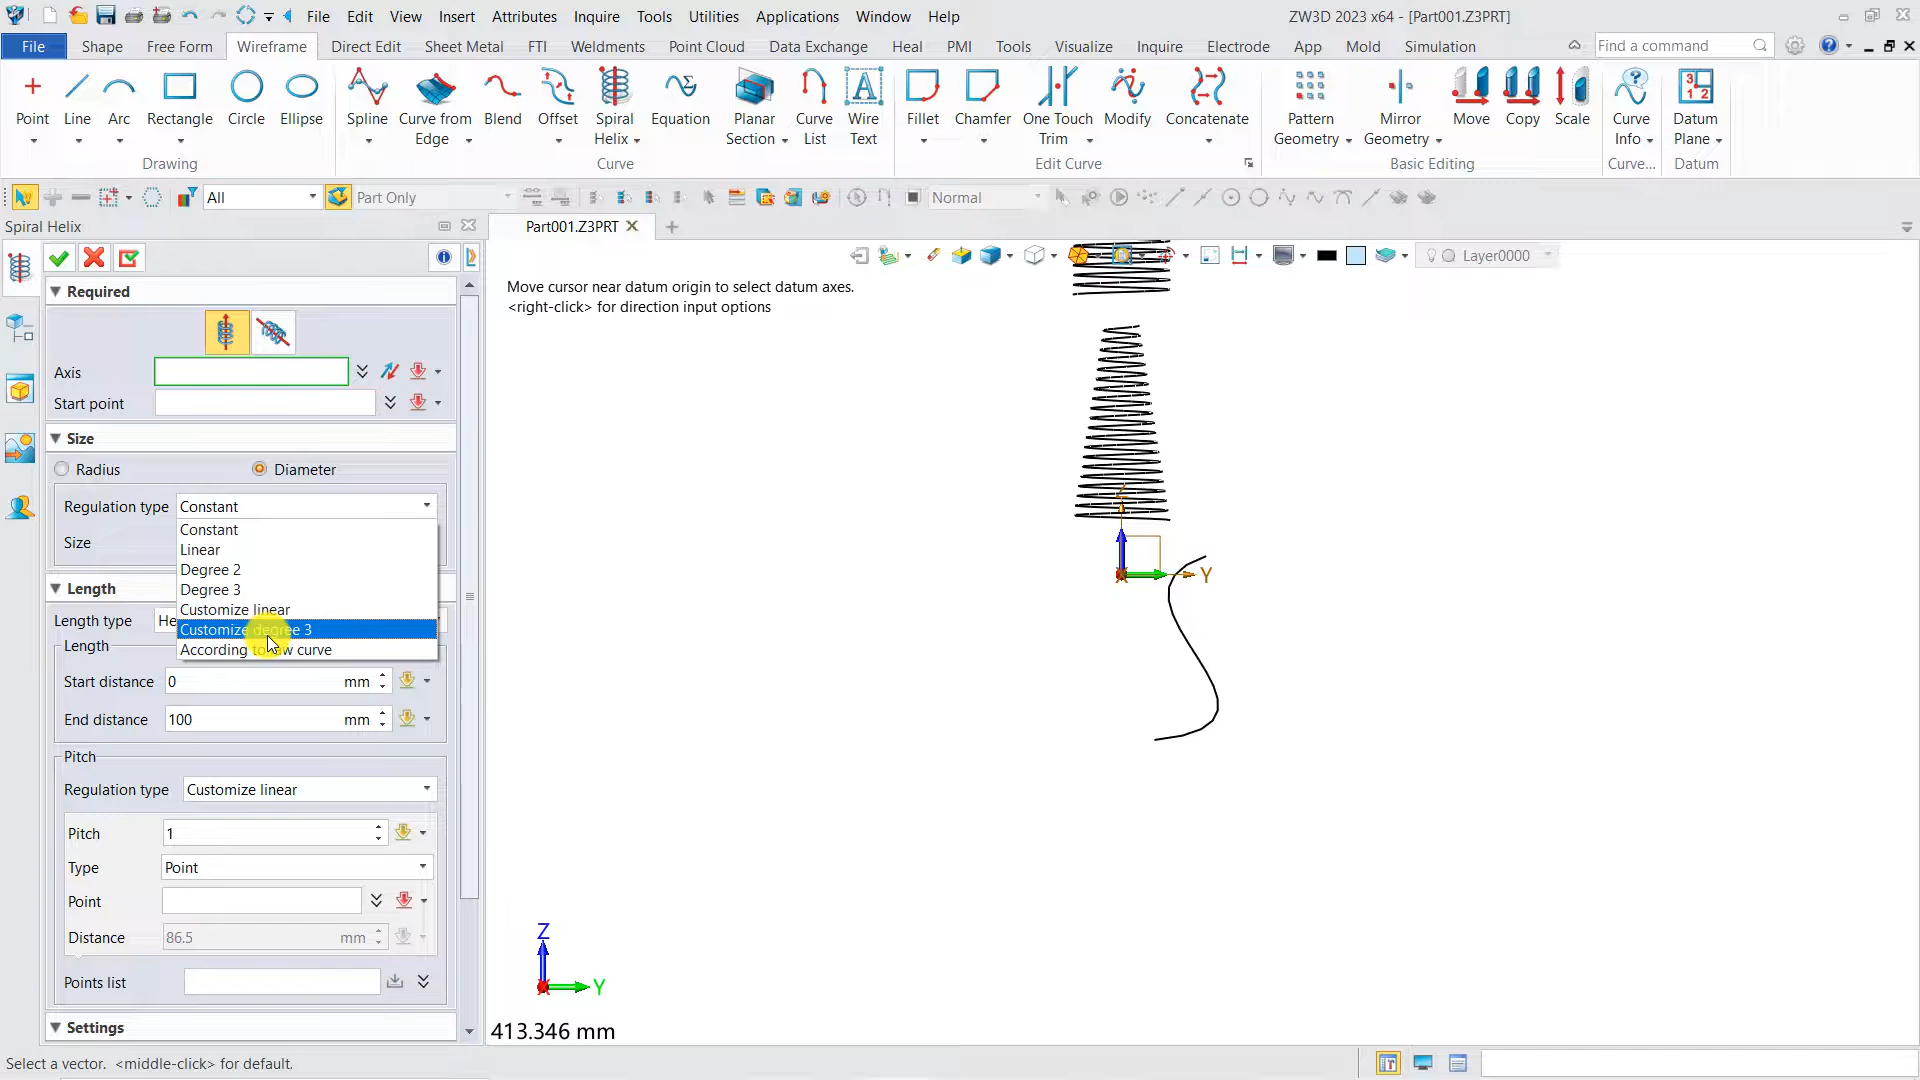 File Edit View Insert Attributes Inquire Tools Utilities Applications Window Help
ZW3D 2023 x64 - [Part001.Z3PRT]
File Shape Free Form Wireframe Direct Edit Sheet Metal FTI Weldments Point Cloud Data Exchange Heal PMI Tools Visualize Inquire Electrode App Mold Simulation
Find a command
Point Line Arc Rectangle Circle Ellipse
Drawing
Spline Curve from Edge Blend Offset Spiral Helix Equation Planar Section Curve List Wire Text
Curve
Fillet Chamfer One Touch Trim Modify Concatenate
Edit Curve
Pattern Geometry Mirror Geometry Move Copy Scale
Basic Editing
Curve Info
Curve...
Datum Plane
Datum
All
Part Only
Normal
Spiral Helix
Part001.Z3PRT
Layer0000
Move cursor near datum origin to select datum axes.
<right-click> for direction input options
Required
Axis
Start point
Size
Radius Diameter
Regulation type Constant
Size
Constant
Linear
Degree 2
Degree 3
Customize linear
Customize degree 3
According to law curve
Length
Length type He
Length
Start distance 0 mm
End distance 100 mm
Pitch
Regulation type Customize linear
Pitch 1
Type Point
Point
Distance 86.5 mm
Points list
Settings
Z
X Y
Z
X Y
413.346 mm
Select a vector. <middle-click> for default.